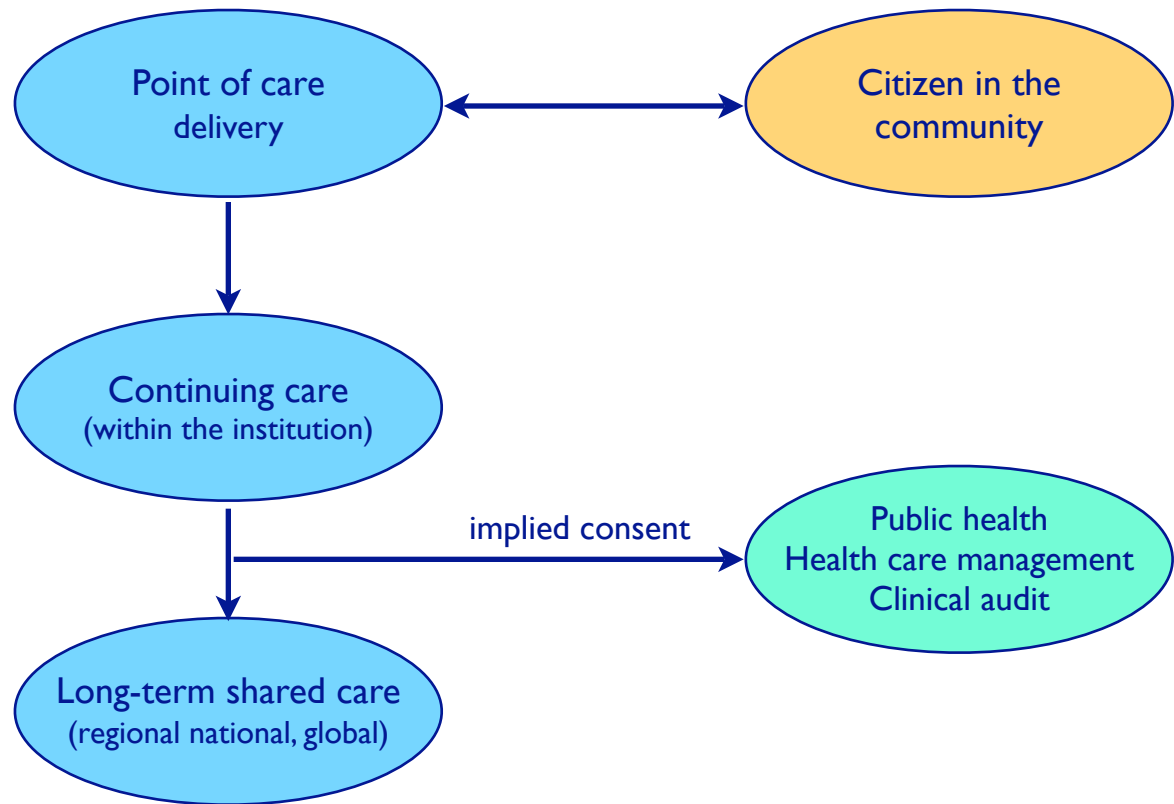 Point of care
delivery
Citizen in the
community
Continuing care
(within the institution)
implied consent
Public health
Health care management
Clinical audit
Long-term shared care
(regional national, global)